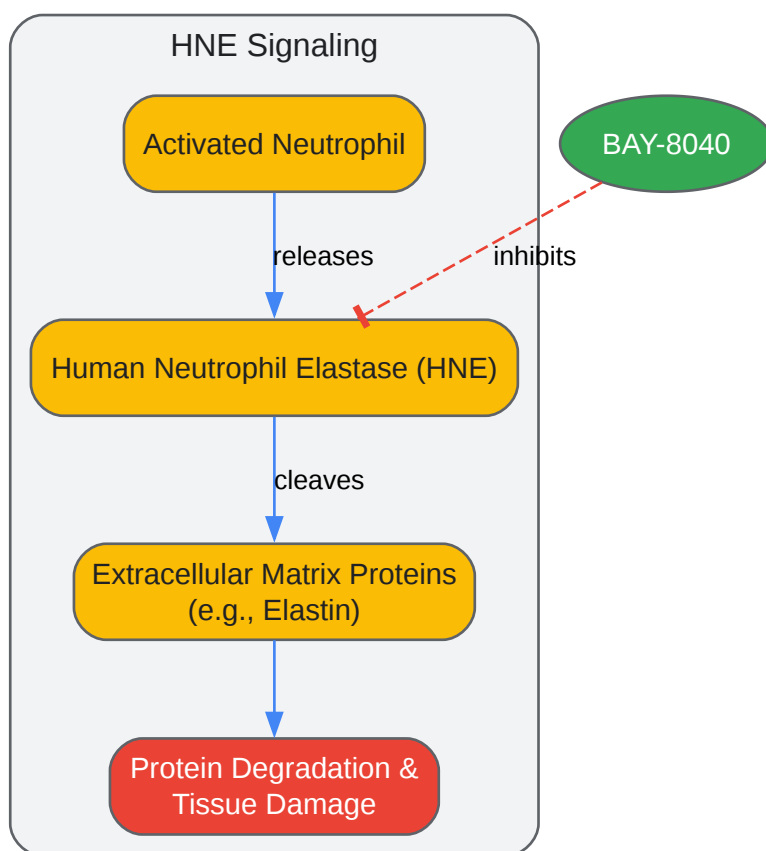 HNE Signaling
Activated Neutrophil
BAY-8040
releases
inhibits
Human Neutrophil Elastase (HNE)
cleaves
Extracellular Matrix Proteins
(e.g., Elastin)
Protein Degradation &
Tissue Damage